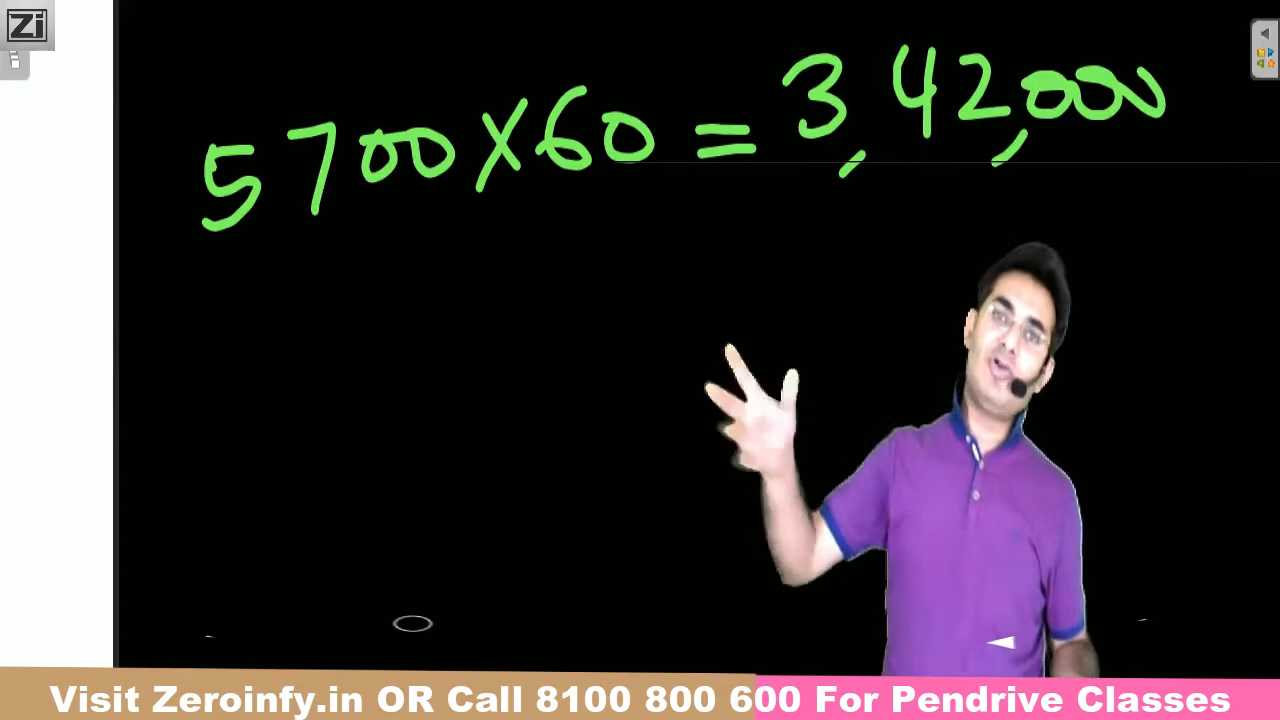 Zi
5700 X 60 = 3,42,000
Visit Zeroinfy.in OR Call 8100 800 600 For Pendrive Classes